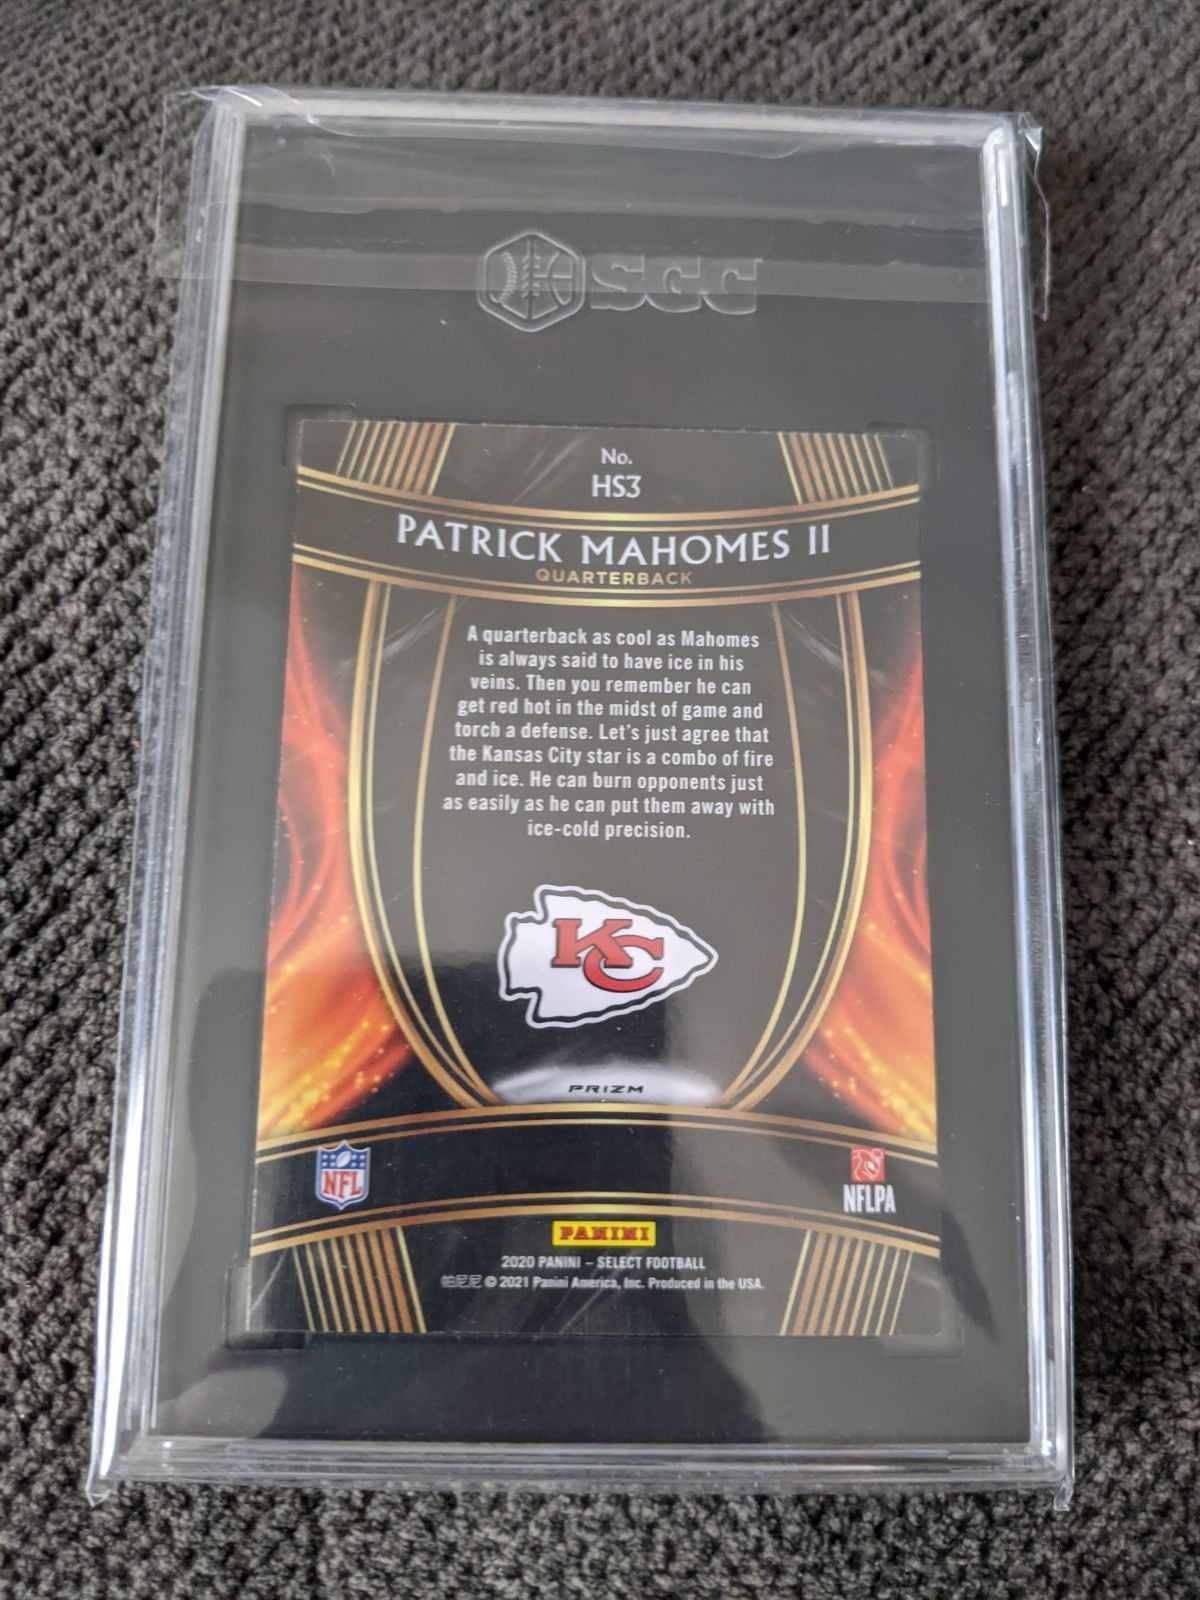 SGC
No.
HS3
PATRICK MAHOMES II
QUARTERBACK
A quarterback as cool as Mahomes
is always said to have ice in his
veins. Then you remember he can
get red hot in the midst of game and
torch a defense. Let's just agree that
the Kansas City star is a combo of fire
and ice. He can burn opponents just
as easily as he can put them away with
ice-cold precision.
KC
PRIZM
NFL
NFLPA
PANINI
2020 PANINI – SELECT FOOTBALL
帕尼尼 © 2021 Panini America, Inc. Produced in the USA.